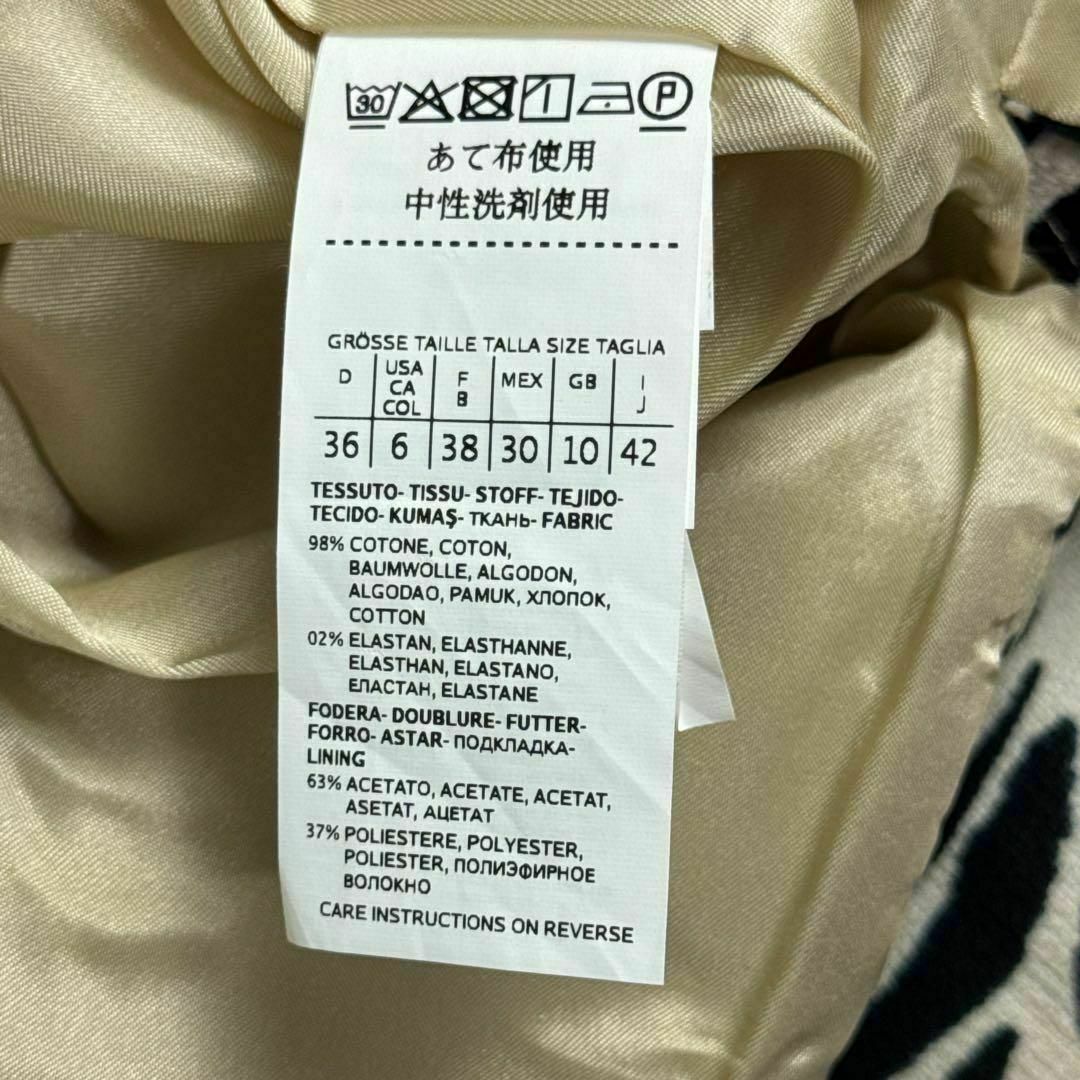 30 P
あて布使用
中性洗剤使用
GRÖSSE TAILLE TALLA SIZE TAGLIA
D USA CA COL F B MEX GB I J
36 6 38 30 10 42
TESSUTO- TISSU- STOFF- TEJIDO-
TECIDO- KUMAŞ- ТКАНЬ- FABRIC
98% COTONE, COTON,
BAUMWOLLE, ALGODON,
ALGODAO, PAMUK, ХЛОПОК,
COTTON
02% ELASTAN, ELASTHANNE,
ELASTHAN, ELASTANO,
ЕЛАСТАН, ELASTANE
FODERA- DOUBLURE- FUTTER-
FORRO- ASTAR- ПОДКЛАДКА-
LINING
63% ACETATO, ACETATE, ACETAT,
ASETAT, АЦЕТАТ
37% POLIESTERE, POLYESTER,
POLIESTER, ПОЛИЭФИРНОЕ
ВОЛОКНО
CARE INSTRUCTIONS ON REVERSE